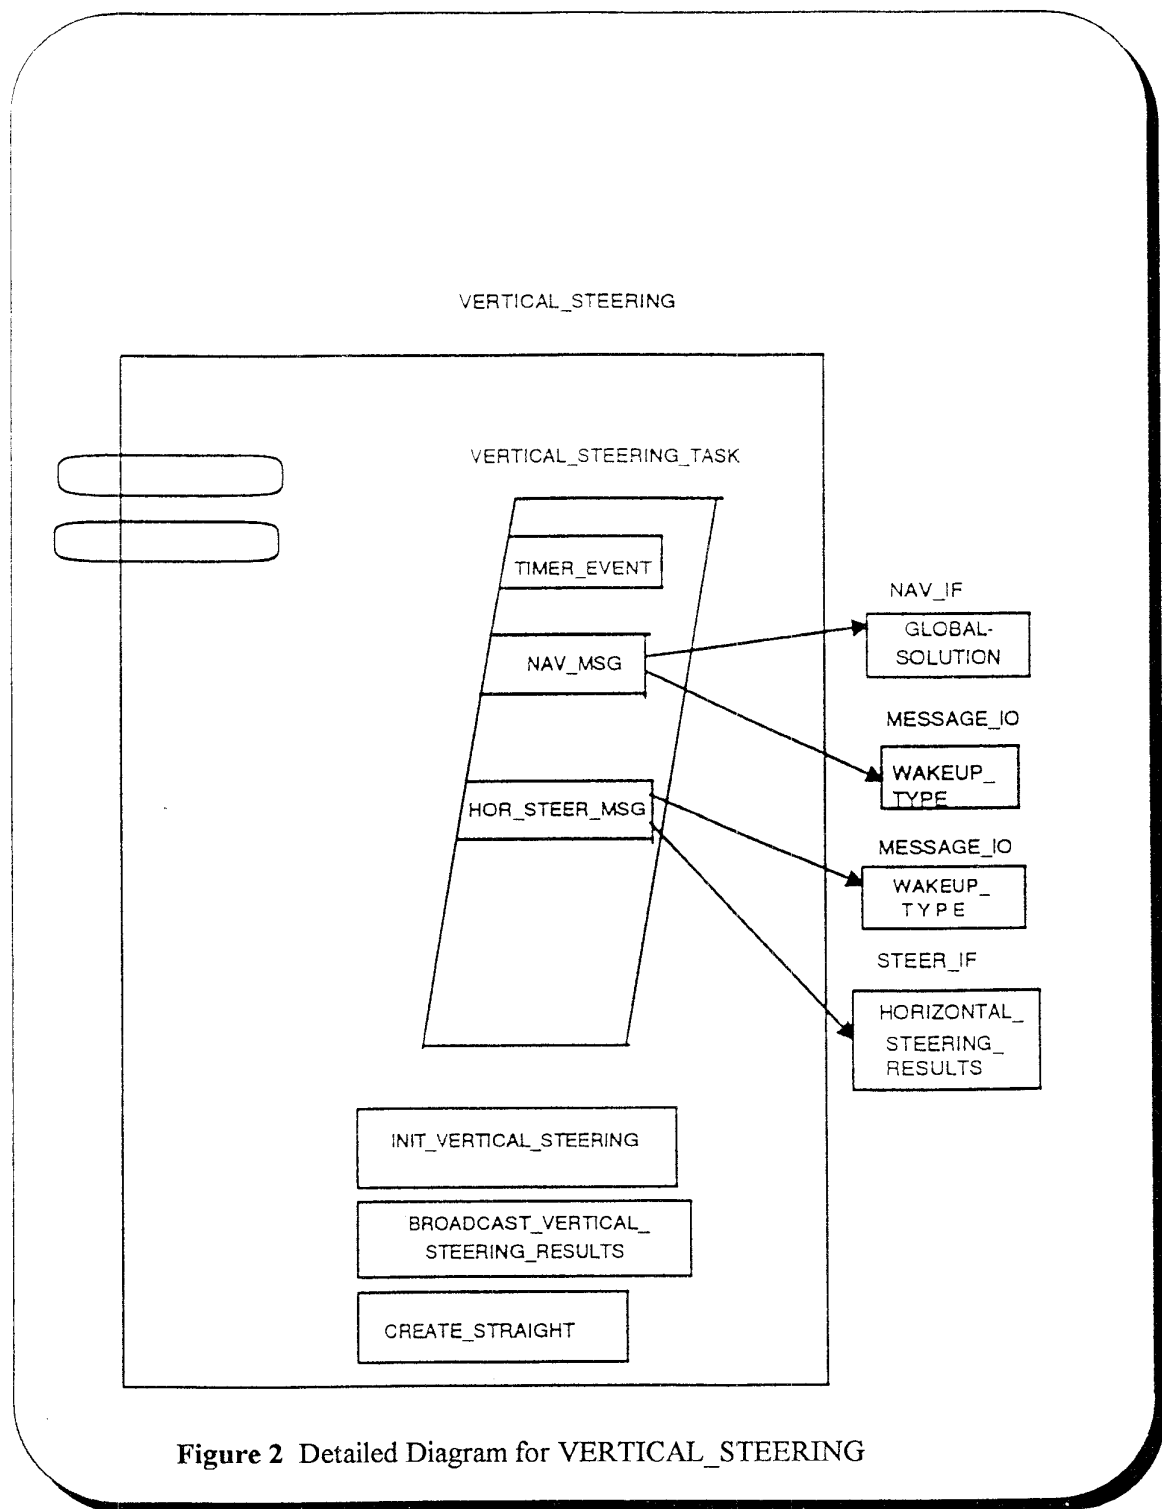 VERTICAL_STEERING
VERTICAL_STEERING_TASK
TIMER_EVENT
NAV_MSG
HOR_STEER_MSG
NAV_IF
GLOBAL-
SOLUTION
MESSAGE_IO
WAKEUP_
TYPE
MESSAGE_IO
WAKEUP_
TYPE
STEER_IF
HORIZONTAL_
STEERING_
RESULTS
INIT_VERTICAL_STEERING
BROADCAST_VERTICAL_
STEERING_RESULTS
CREATE_STRAIGHT
Figure 2 Detailed Diagram for VERTICAL_STEERING